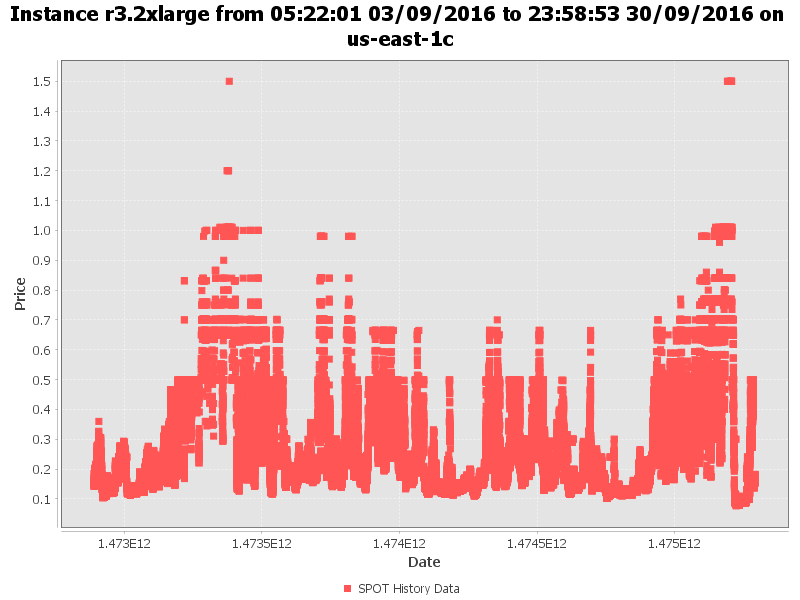 Instance r3.2xlarge from 05:22:01 03/09/2016 to 23:58:53 30/09/2016 on
us-east-1c
Price
1.5
1.4
1.3
1.2
1.1
1.0
0.9
0.8
0.7
0.6
0.5
0.4
0.3
0.2
0.1
1.473E12 1.4735E12 1.474E12 1.4745E12 1.475E12
Date
SPOT History Data